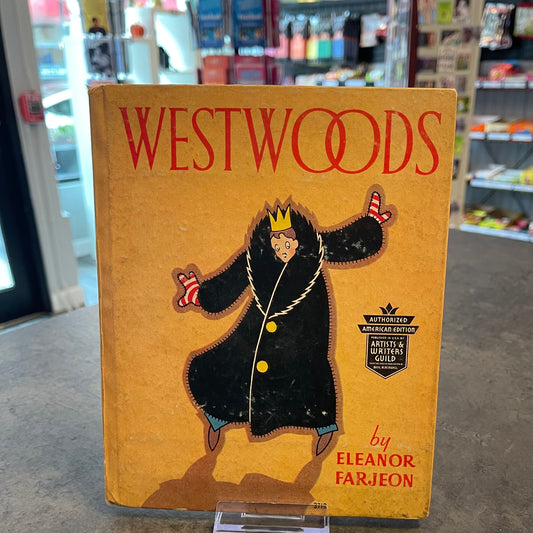 WESTWOODS
AUTHORIZED
AMERICAN EDITION
ARTISTS &
WRITERS
GUILD
by
ELEANOR
FARJEON